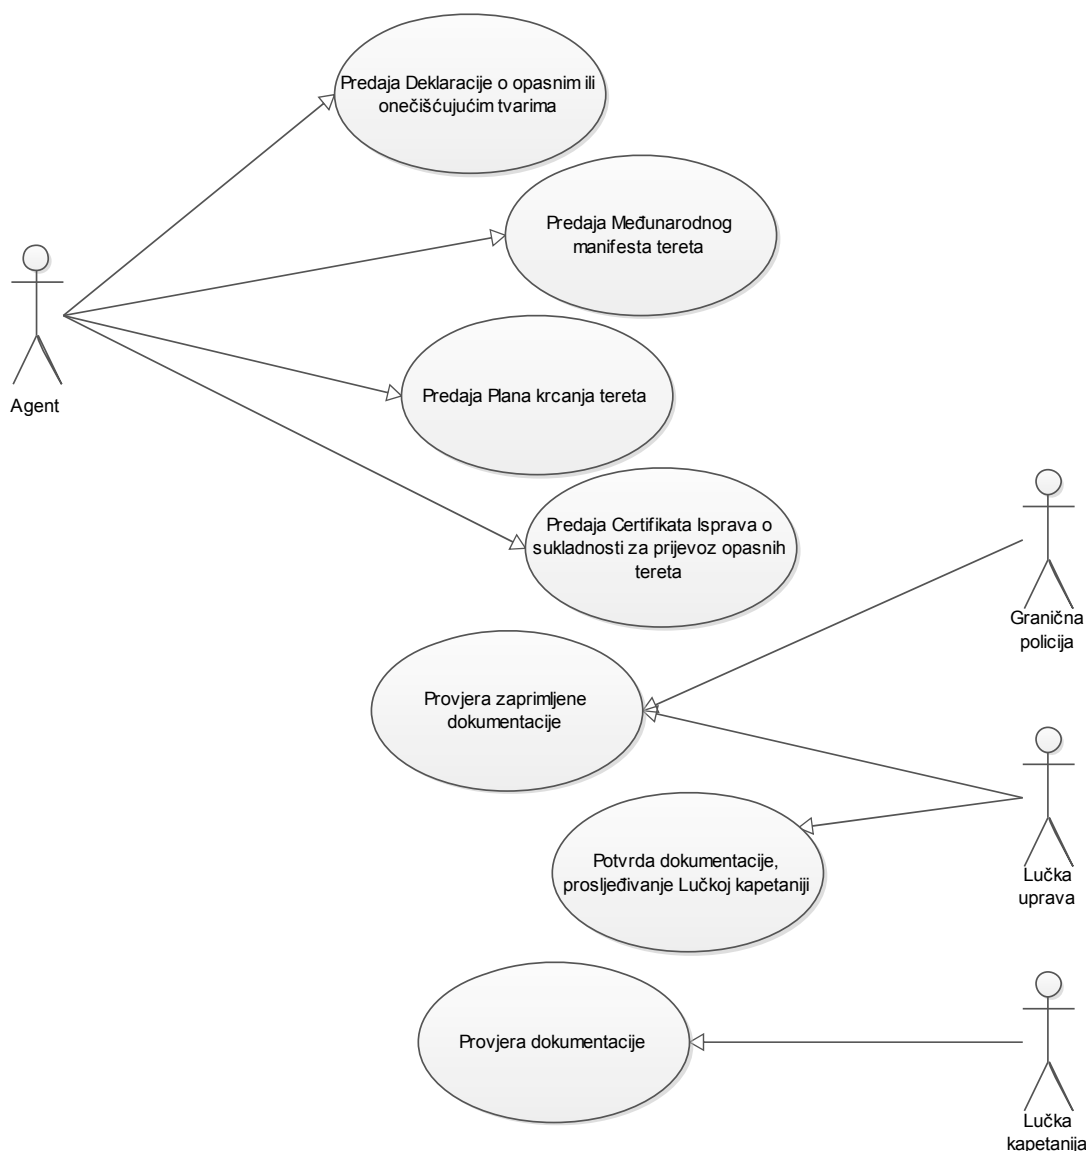 Predaja Deklaracije o opasnim ili
onečišćujućim tvarima
Predaja Međunarodnog
manifesta tereta
Agent
Predaja Plana krcanja tereta
Predaja Certifikata Isprava o
sukladnosti za prijevoz opasnih
tereta
Granična
policija
Provjera zaprimljene
dokumentacije
Potvrda dokumentacije,
prosljeđivanje Lučkoj kapetaniji
Lučka
uprava
Provjera dokumentacije
Lučka
kapetanija